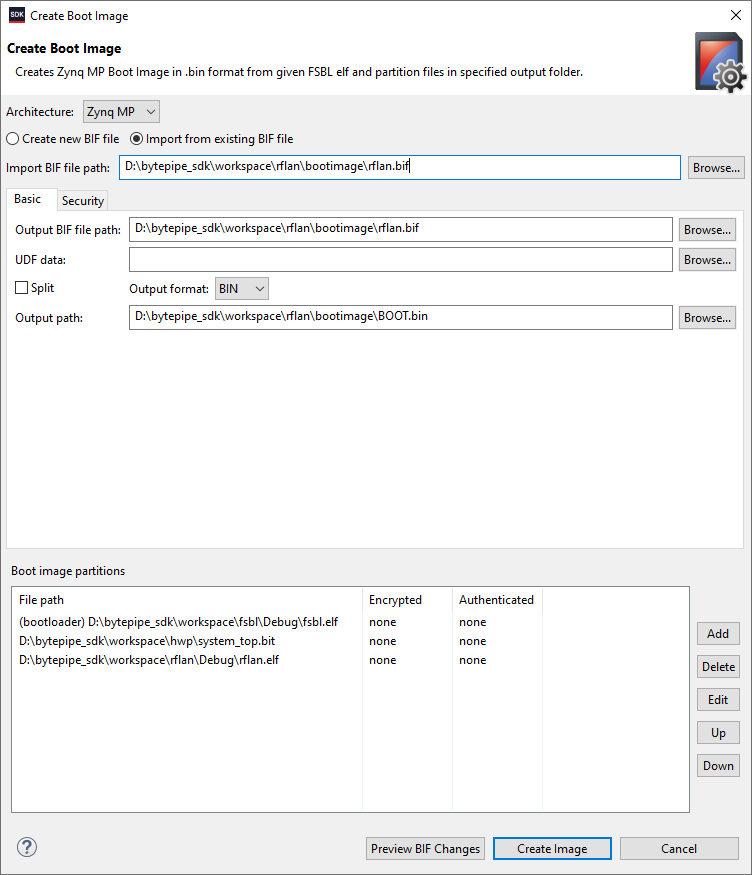 SDK Create Boot Image
Create Boot Image
Creates Zynq MP Boot Image in .bin format from given FSBL elf and partition files in specified output folder.
Architecture: Zynq MP
Create new BIF file Import from existing BIF file
Import BIF file path: D:\bytepipe_sdk\workspace\rflan\bootimage\rflan.bif Browse...
Basic Security
Output BIF file path: D:\bytepipe_sdk\workspace\rflan\bootimage\rflan.bif Browse...
UDF data: Browse...
Split Output format: BIN
Output path: D:\bytepipe_sdk\workspace\rflan\bootimage\BOOT.bin Browse...
Boot image partitions
File path Encrypted Authenticated
(bootloader) D:\bytepipe_sdk\workspace\fsbl\Debug\fsbl.elf none none
D:\bytepipe_sdk\workspace\hwp\system_top.bit none none
D:\bytepipe_sdk\workspace\rflan\Debug\rflan.elf none none
Add
Delete
Edit
Up
Down
? Preview BIF Changes Create Image Cancel